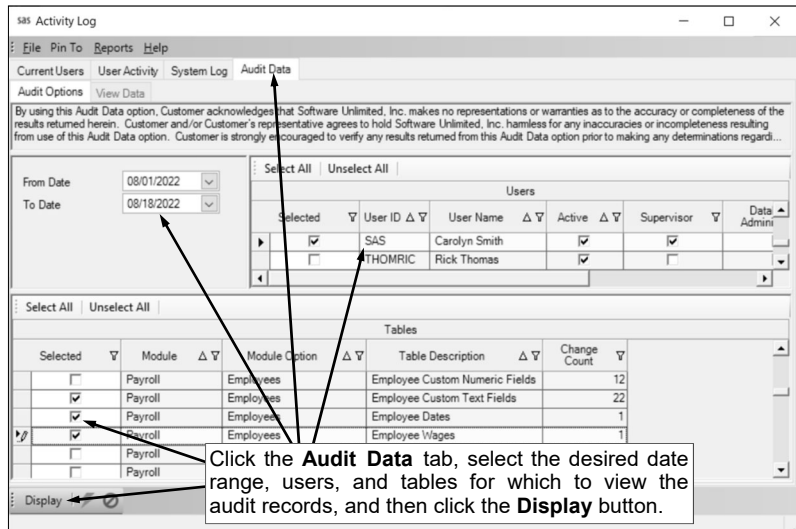 sas Activity Log
File Pin To Reports Help
Current Users User Activity System Log Audit Data
Audit Options View Data
By using this Audit Data option, Customer acknowledges that Software Unlimited, Inc. makes no representations or warranties as to the accuracy or completeness of the
results returned herein. Customer and/or Customer's representative agrees to hold Software Unlimited, Inc. harmless for any inaccuracies or incompleteness resulting
from use of this Audit Data option. Customer is strongly encouraged to verify any results returned from this Audit Data option prior to making any determinations regardi...
From Date 08/01/2022
To Date 08/18/2022
Select All Unselect All
Users
Selected User ID User Name Active Supervisor Data Admini
SAS Carolyn Smith
THOMRIC Rick Thomas
Select All Unselect All
Tables
Selected Module Module Option Table Description Change Count
Payroll Employees Employee Custom Numeric Fields 12
Payroll Employees Employee Custom Text Fields 22
Payroll Employees Employee Dates 1
Payroll Employees Employee Wages 1
Payroll
Payroll
Click the Audit Data tab, select the desired date
range, users, and tables for which to view the
audit records, and then click the Display button.
Display